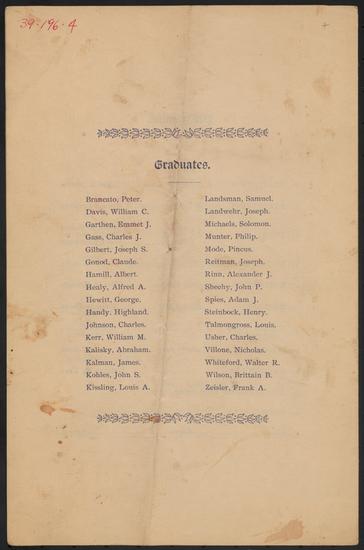 39-196-4
Graduates.
Brancato, Peter.
Davis, William C.
Garthen, Emmet J.
Gass, Charles J.
Gilbert, Joseph S.
Gonod, Claude.
Hamill, Albert.
Healy, Alfred A.
Hewitt, George.
Handy, Highland.
Johnson, Charles.
Kerr, William M.
Kalisky, Abraham.
Kalman, James.
Kohles, John S.
Kissling, Louis A.
Landsman, Samuel.
Landwehr, Joseph.
Michaels, Solomon.
Munter, Philip.
Mode, Pincus.
Reitman, Joseph.
Rinn, Alexander J.
Sheehy, John P.
Spies, Adam J.
Steinbock, Henry.
Talmongross, Louis.
Usher, Charles.
Villone, Nicholas.
Whiteford, Walter R.
Wilson, Brittain B.
Zeisler, Frank A.